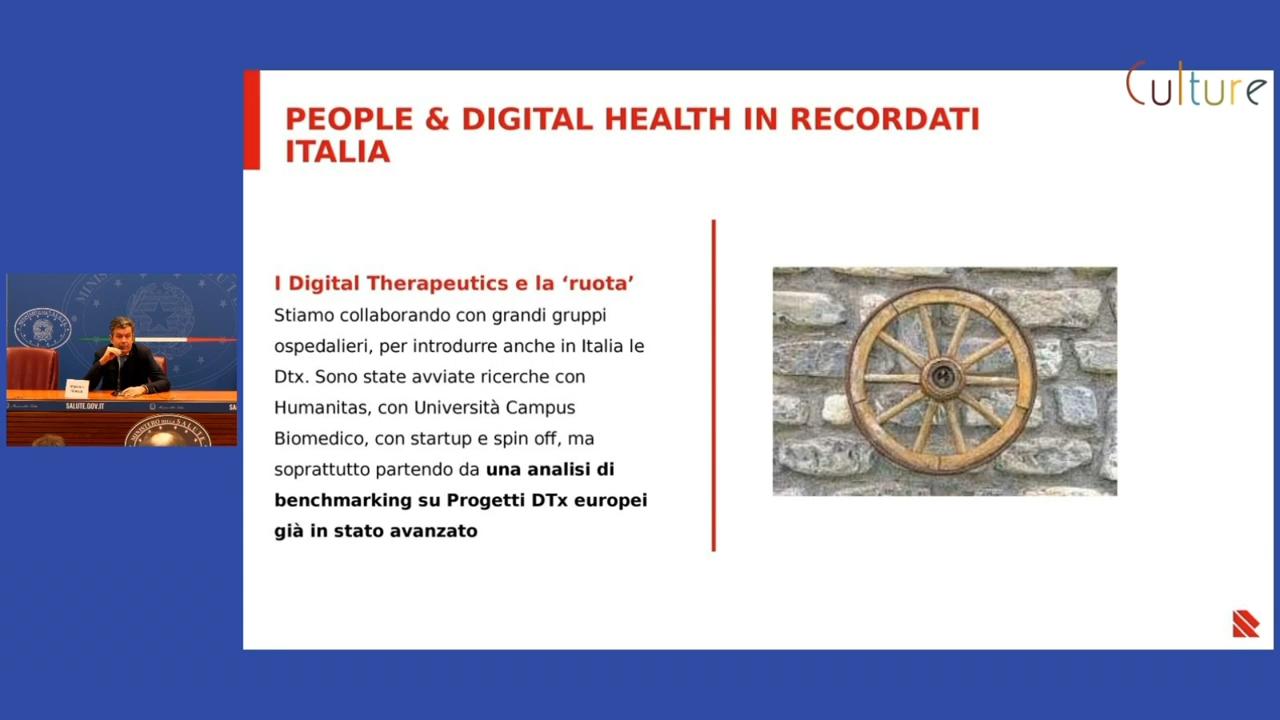 Culture
PEOPLE & DIGITAL HEALTH IN RECORDATI
ITALIA
I Digital Therapeutics e la ‘ruota’
Stiamo collaborando con grandi gruppi
ospedalieri, per introdurre anche in Italia le
Dtx. Sono state avviate ricerche con
Humanitas, con Università Campus
Biomedico, con startup e spin off, ma
soprattutto partendo da una analisi di
benchmarking su Progetti DTx europei
già in stato avanzato
SALUTE.GOV.IT
SA